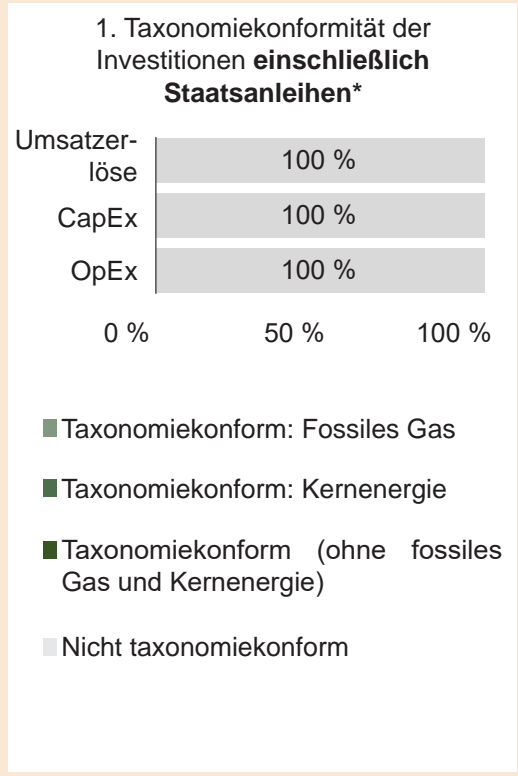 1. Taxonomiekonformität der
Investitionen einschließlich
Staatsanleihen*
Umsatzer-
löse
100 %
CapEx
100 %
OpEx
100 %
0 % 50 % 100 %
Taxonomiekonform: Fossiles Gas
Taxonomiekonform: Kernenergie
Taxonomiekonform (ohne fossiles
Gas und Kernenergie)
Nicht taxonomiekonform